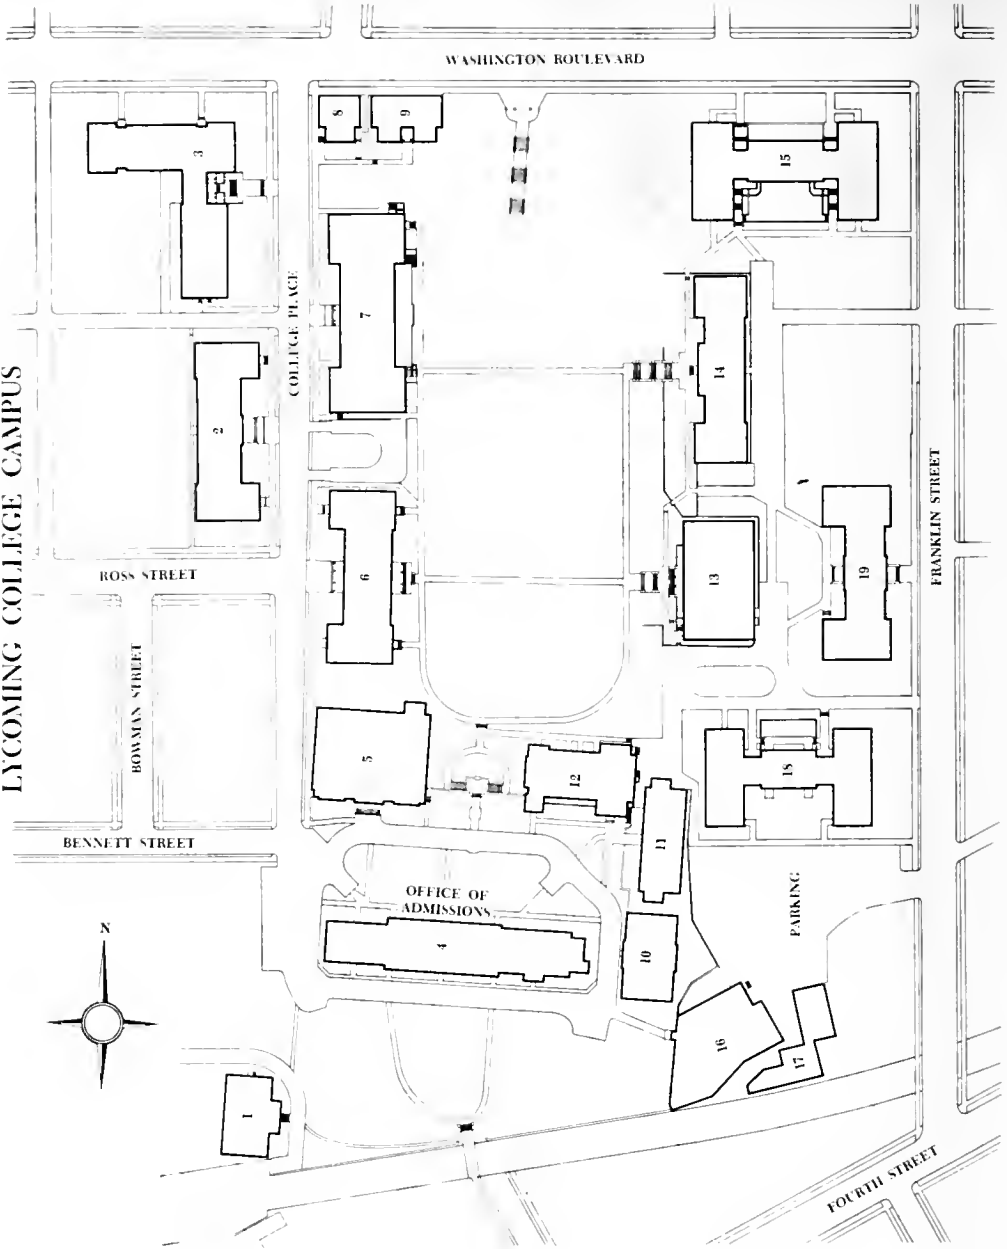 LYCOMING COLLEGE CAMPUS
WASHINGTON BOULEVARD
COLLEGE PLACE
ROSS STREET
BOWMAN STREET
BENNETT STREET
FRANKLIN STREET
FOURTH STREET
OFFICE OF
ADMISSIONS
PARKING
N
1
2
3
4
5
6
7
8
9
10
11
12
13
14
15
16
17
18
19